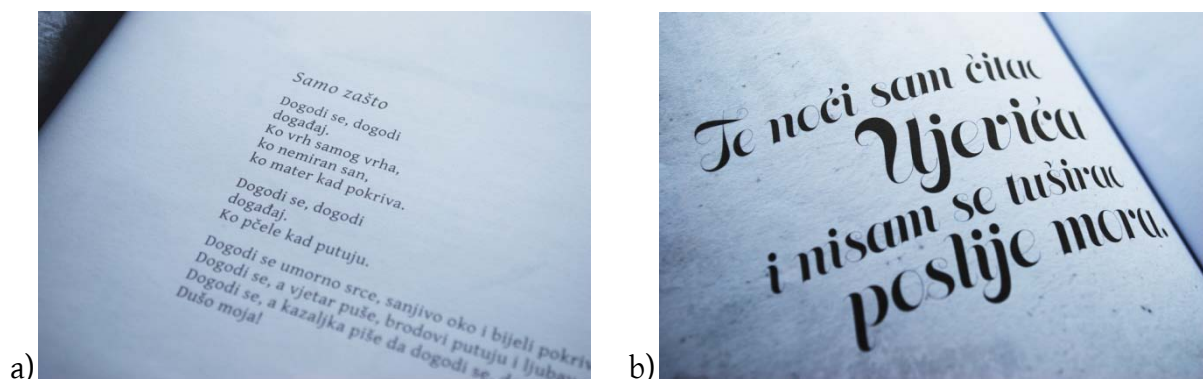 Samo zašto
Dogodi se, dogodi
događaj.
Ko vrh samog vrha,
ko nemiran san,
ko mater kad pokriva.
Dogodi se, dogodi
događaj.
Ko pčele kad putuju.
Dogodi se umorno srce, sanjivo oko i bijeli pokriv
Dogodi se, a vjetar puše, brodovi putuju i ljubav
Dogodi se, a kazaljka piše da dogodi se,
Dušo moja!
a)
Te noći sam čitao
Ujevića
i nisam se tuširao
poslije mora.
b)